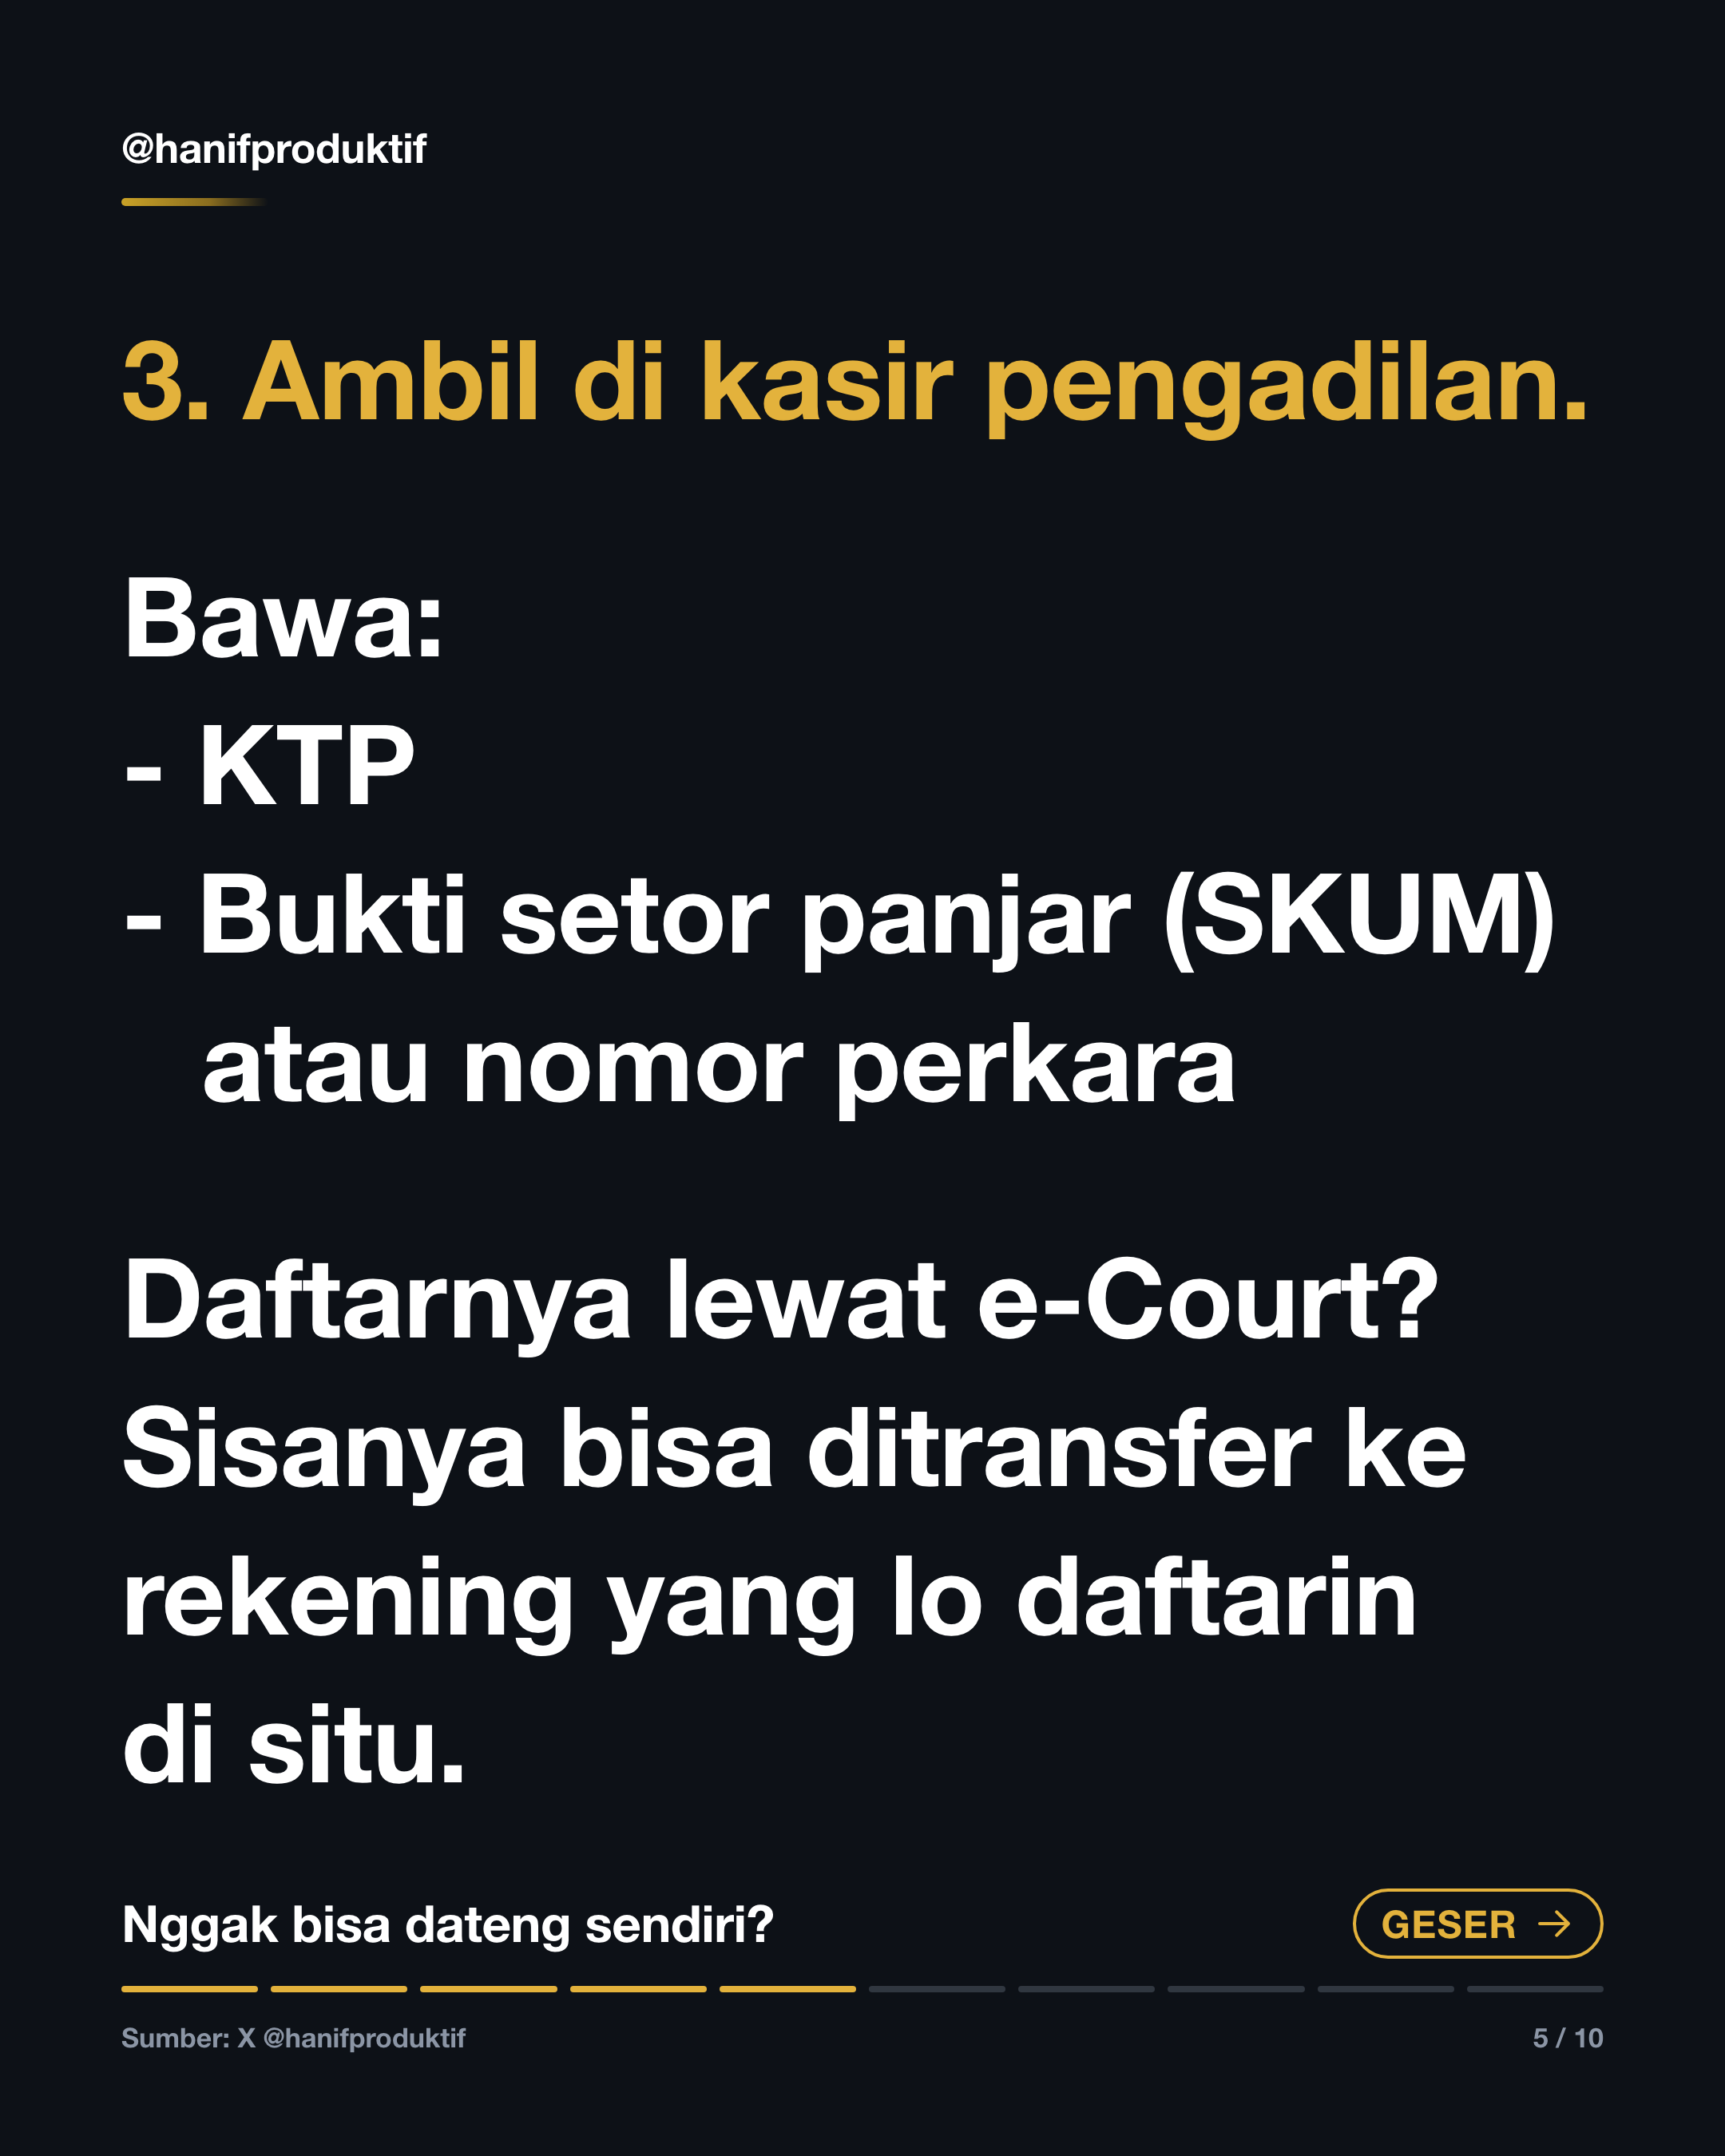 @hanifproduktif
3. Ambil di kasir pengadilan.
Bawa:
- KTP
- Bukti setor panjar (SKUM)
atau nomor perkara
Daftarnya lewat e-Court?
Sisanya bisa ditransfer ke
rekening yang lo daftarin
di situ.
Nggak bisa dateng sendiri?
GESER →
Sumber: X @hanifproduktif
5 / 10